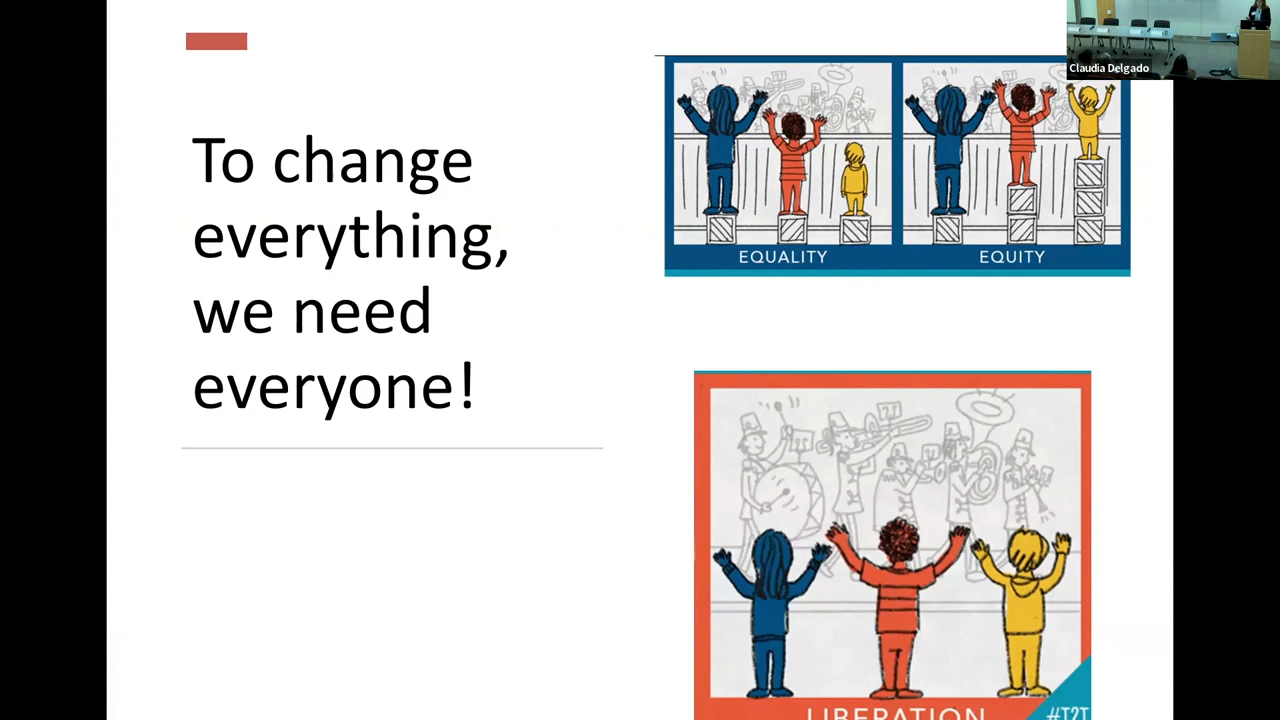 To change
everything,
we need
everyone!
Claudia Delgado
EQUALITY
EQUITY
LIBERATION
#T2T